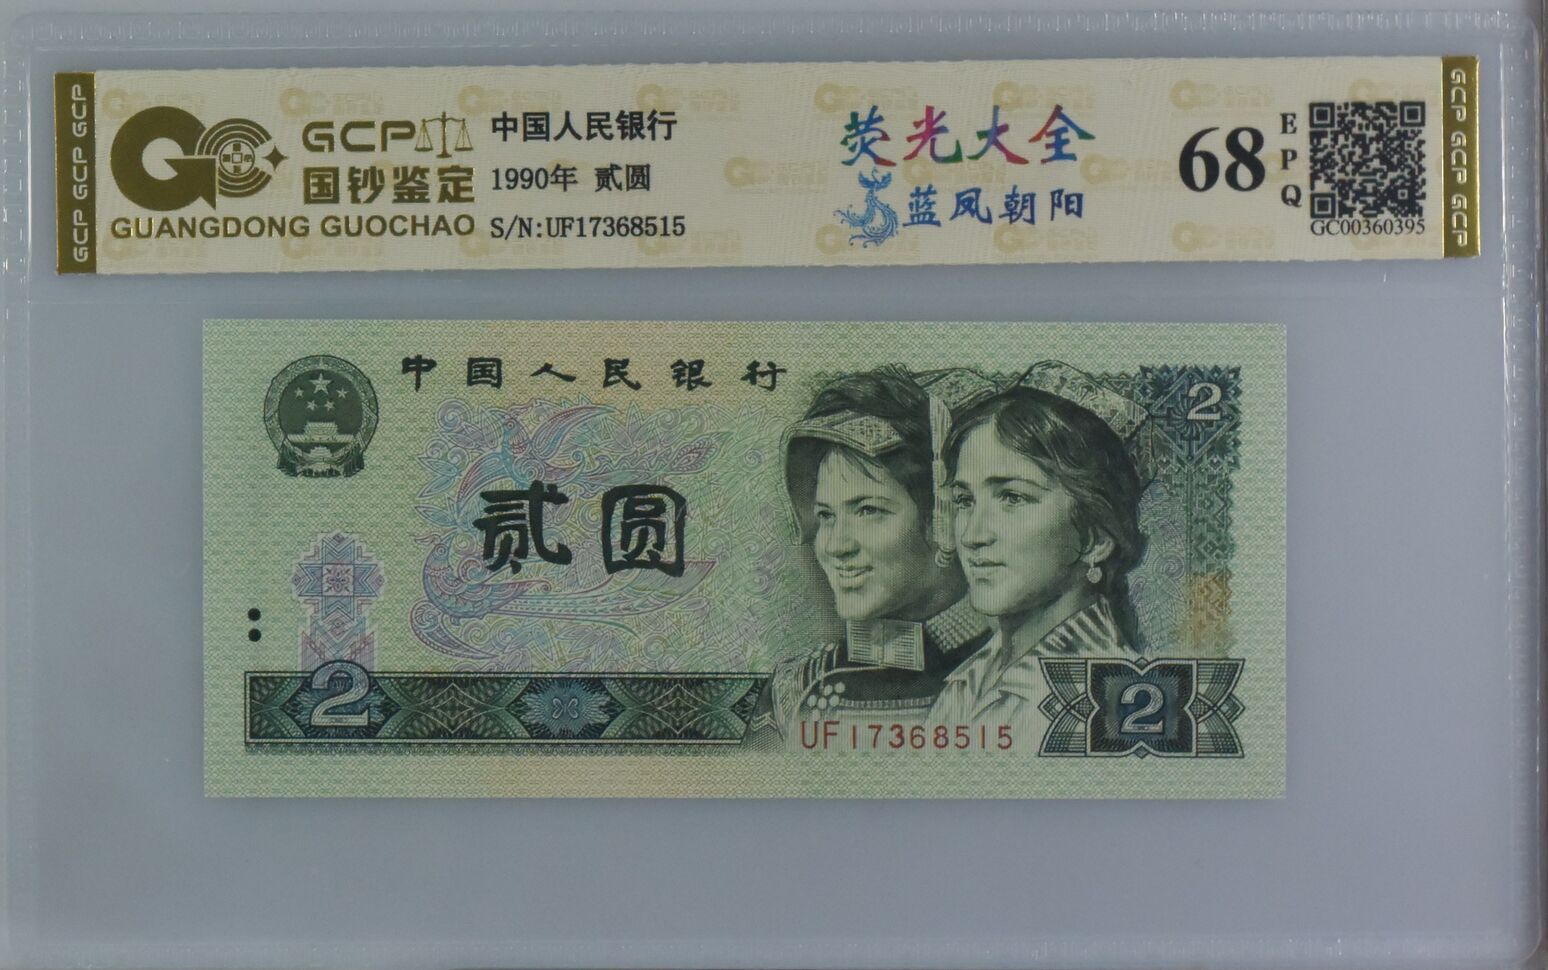 GCP GCP GCP
GCP
国钞鉴定
GUANGDONG GUOCHAO
中国人民银行
1990年 贰圆
S/N:UF17368515
荧光大全
蓝凤朝阳
68
EPQ
GC00360395
GCP GCP GCP GCP
中国人民银行
2
贰圆
2
UF17368515
2